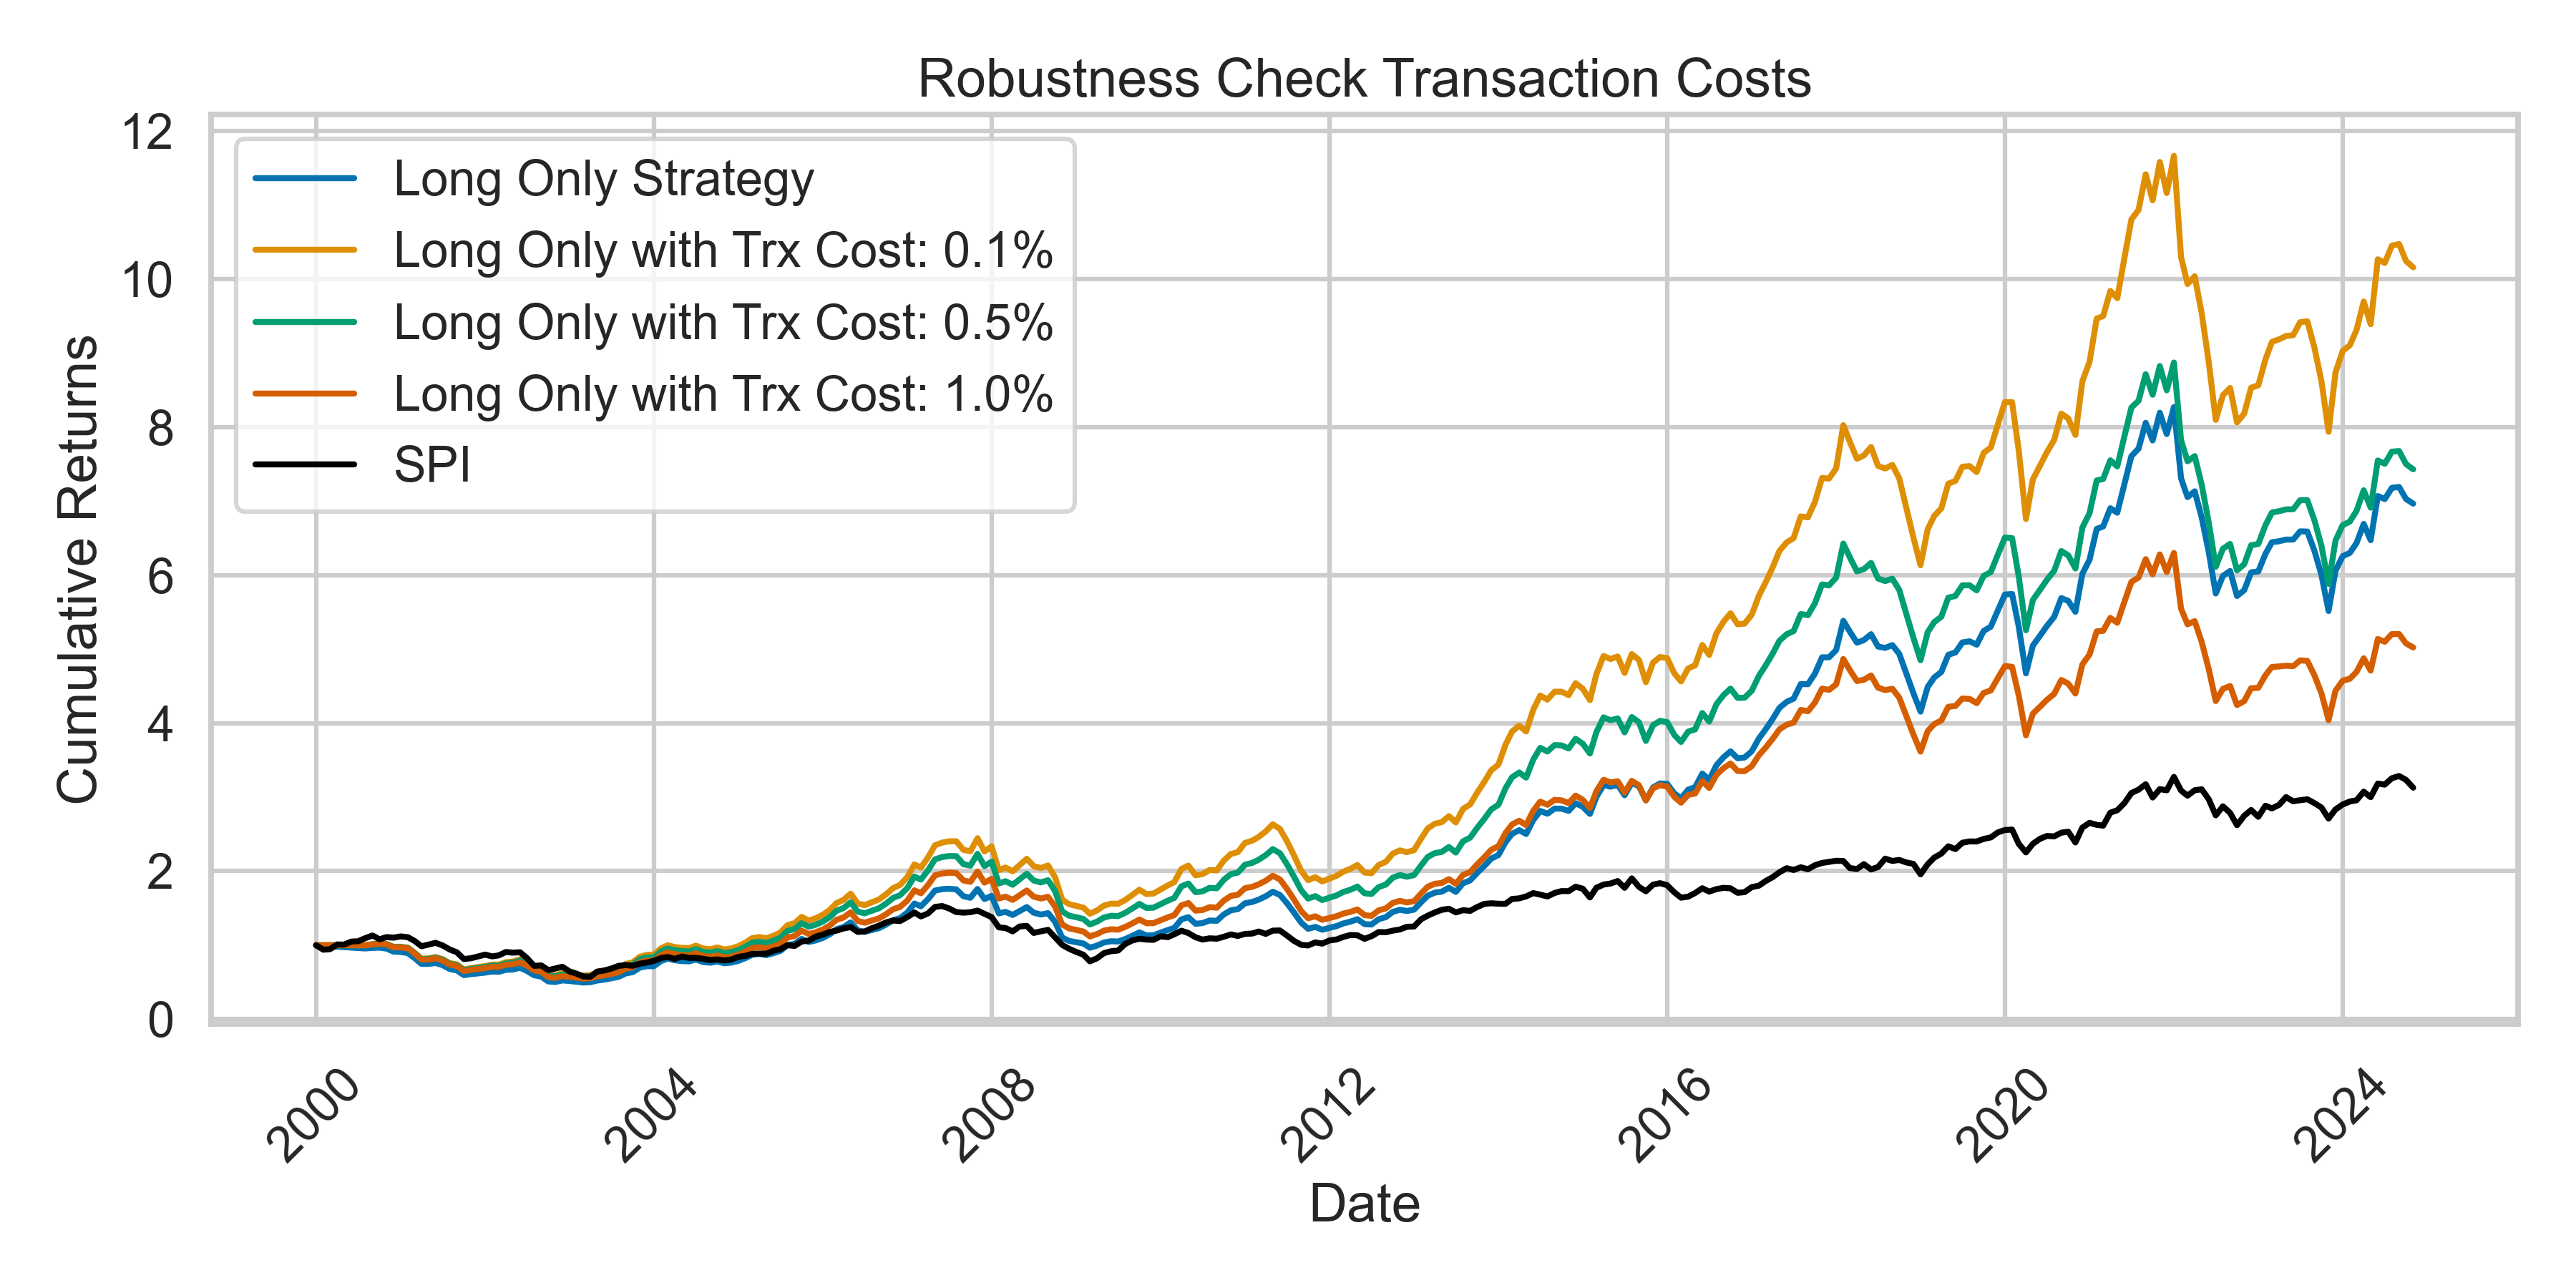 Robustness Check Transaction Costs
12
10
8
6
4
2
0
Cumulative Returns
Long Only Strategy
Long Only with Trx Cost: 0.1%
Long Only with Trx Cost: 0.5%
Long Only with Trx Cost: 1.0%
SPI
2000
2004
2008
2012
2016
2020
2024
Date